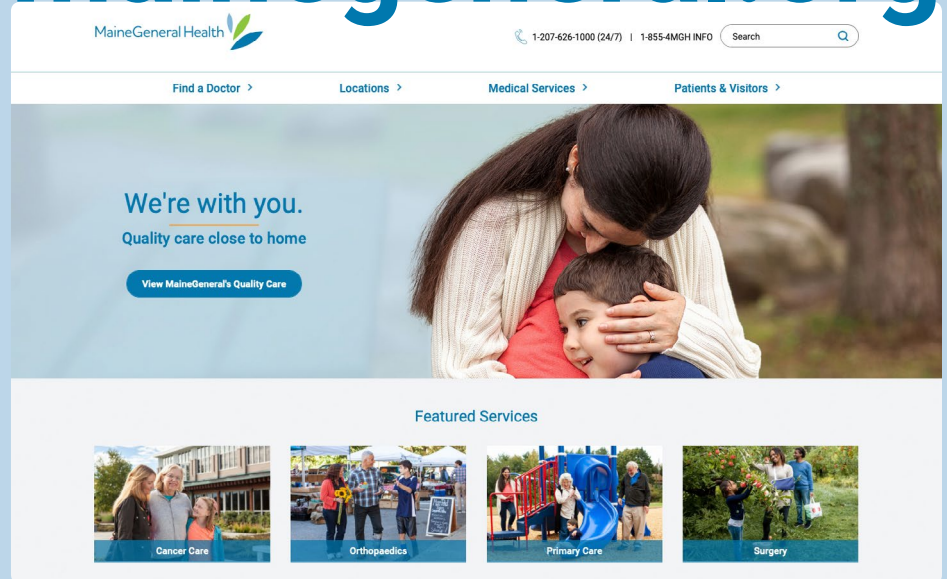 mainegeneral.org
MaineGeneral Health
1-207-626-1000 (24/7) | 1-855-4MGH INFO
Search
Find a Doctor >
Locations >
Medical Services >
Patients & Visitors >
We're with you.
Quality care close to home
View MaineGeneral's Quality Care
Featured Services
Cancer Care
Orthopaedics
Primary Care
Surgery